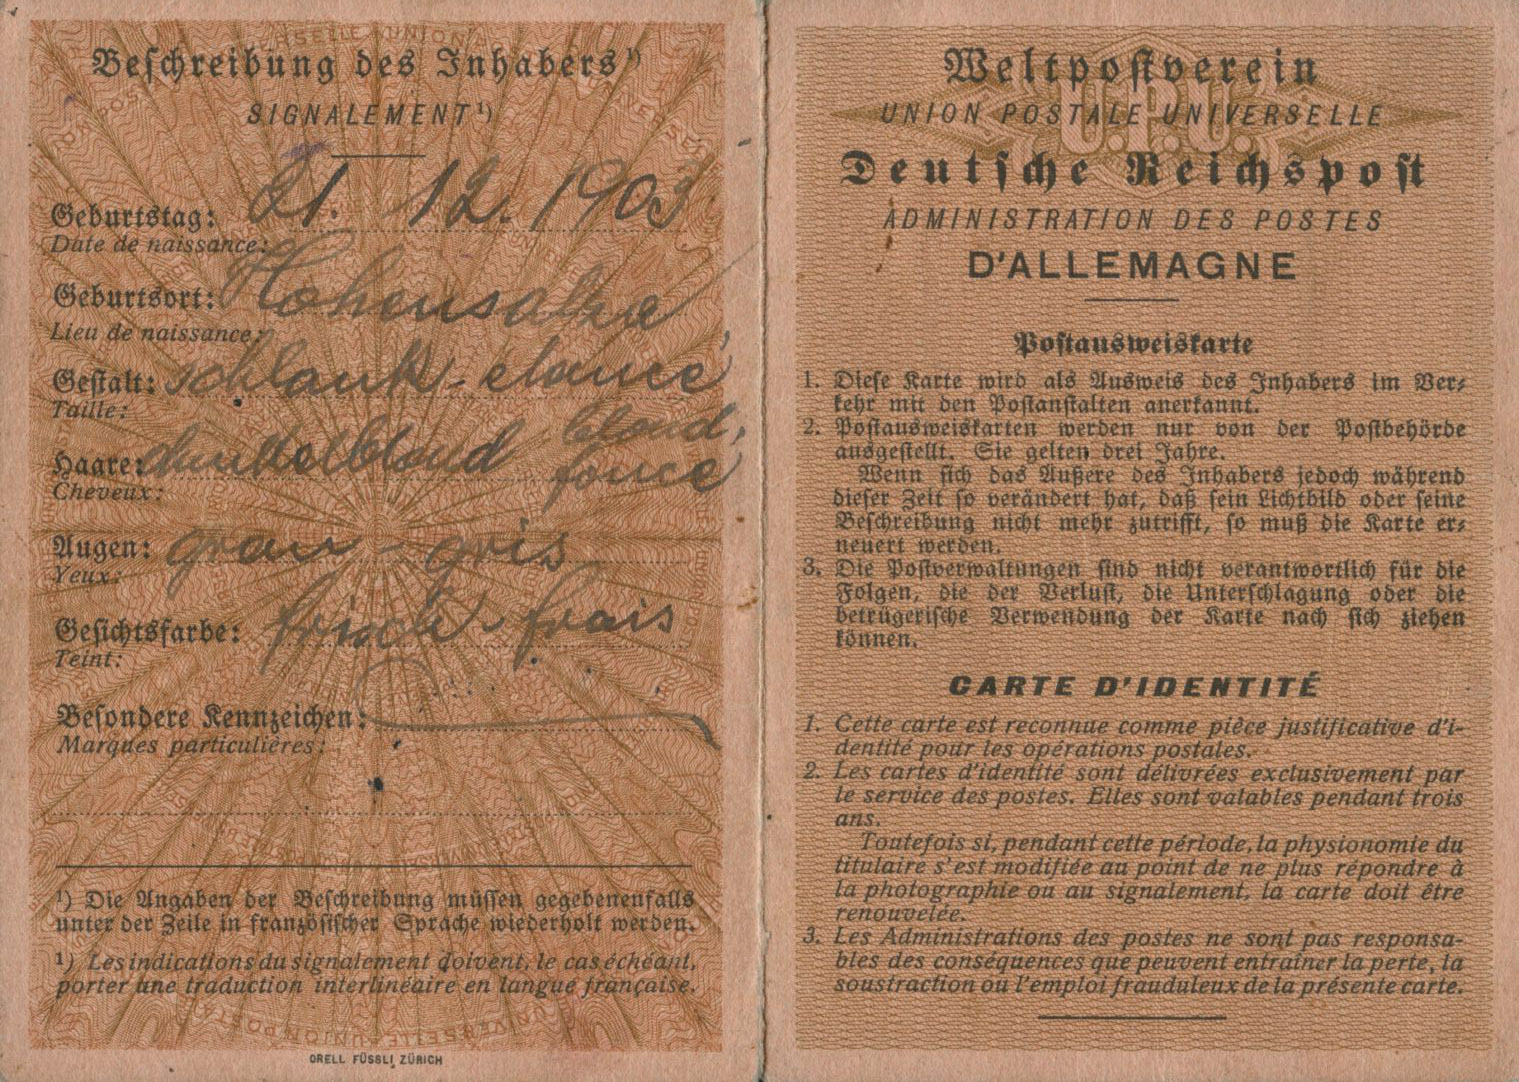 Beschreibung des Inhabers ¹)
SIGNALEMENT ¹)
Geburtstag: 21. 12. 1903
Date de naissance:
Geburtsort: Hohensalza
Lieu de naissance:
Gestalt: schlank - élancé
Taille:
Haare: dunkelblond blond,
foncé
Cheveux:
Augen: grau - gris
Yeux:
Gesichtsfarbe: frisch - frais
Teint:
Besondere Kennzeichen:
Marques particulières:
¹) Die Angaben der Beschreibung müssen gegebenenfalls
unter der Zeile in französischer Sprache wiederholt werden.
¹) Les indications du signalement doivent, le cas échéant,
porter une traduction interlinéaire en langue française.
ORELL FÜSSLI, ZÜRICH
Weltpostverein
U.P.U.
UNION POSTALE UNIVERSELLE
Deutsche Reichspost
ADMINISTRATION DES POSTES
D'ALLEMAGNE
Postausweiskarte
1. Diese Karte wird als Ausweis des Inhabers im Ver-
kehr mit den Postanstalten anerkannt.
2. Postausweiskarten werden nur von der Postbehörde
ausgestellt. Sie gelten drei Jahre.
Wenn sich das Äußere des Inhabers jedoch während
dieser Zeit so verändert hat, daß sein Lichtbild oder seine
Beschreibung nicht mehr zutrifft, so muß die Karte er-
neuert werden.
3. Die Postverwaltungen sind nicht verantwortlich für die
Folgen, die der Verlust, die Unterschlagung oder die
betrügerische Verwendung der Karte nach sich ziehen
können.
CARTE D'IDENTITÉ
1. Cette carte est reconnue comme pièce justificative d'i-
dentité pour les opérations postales.
2. Les cartes d'identité sont délivrées exclusivement par
le service des postes. Elles sont valables pendant trois
ans.
Toutefois si, pendant cette période, la physionomie du
titulaire s'est modifiée au point de ne plus répondre à
la photographie ou au signalement, la carte doit être
renouvelée.
3. Les Administrations des postes ne sont pas responsa-
bles des conséquences que peuvent entraîner la perte, la
soustraction ou l'emploi frauduleux de la présente carte.